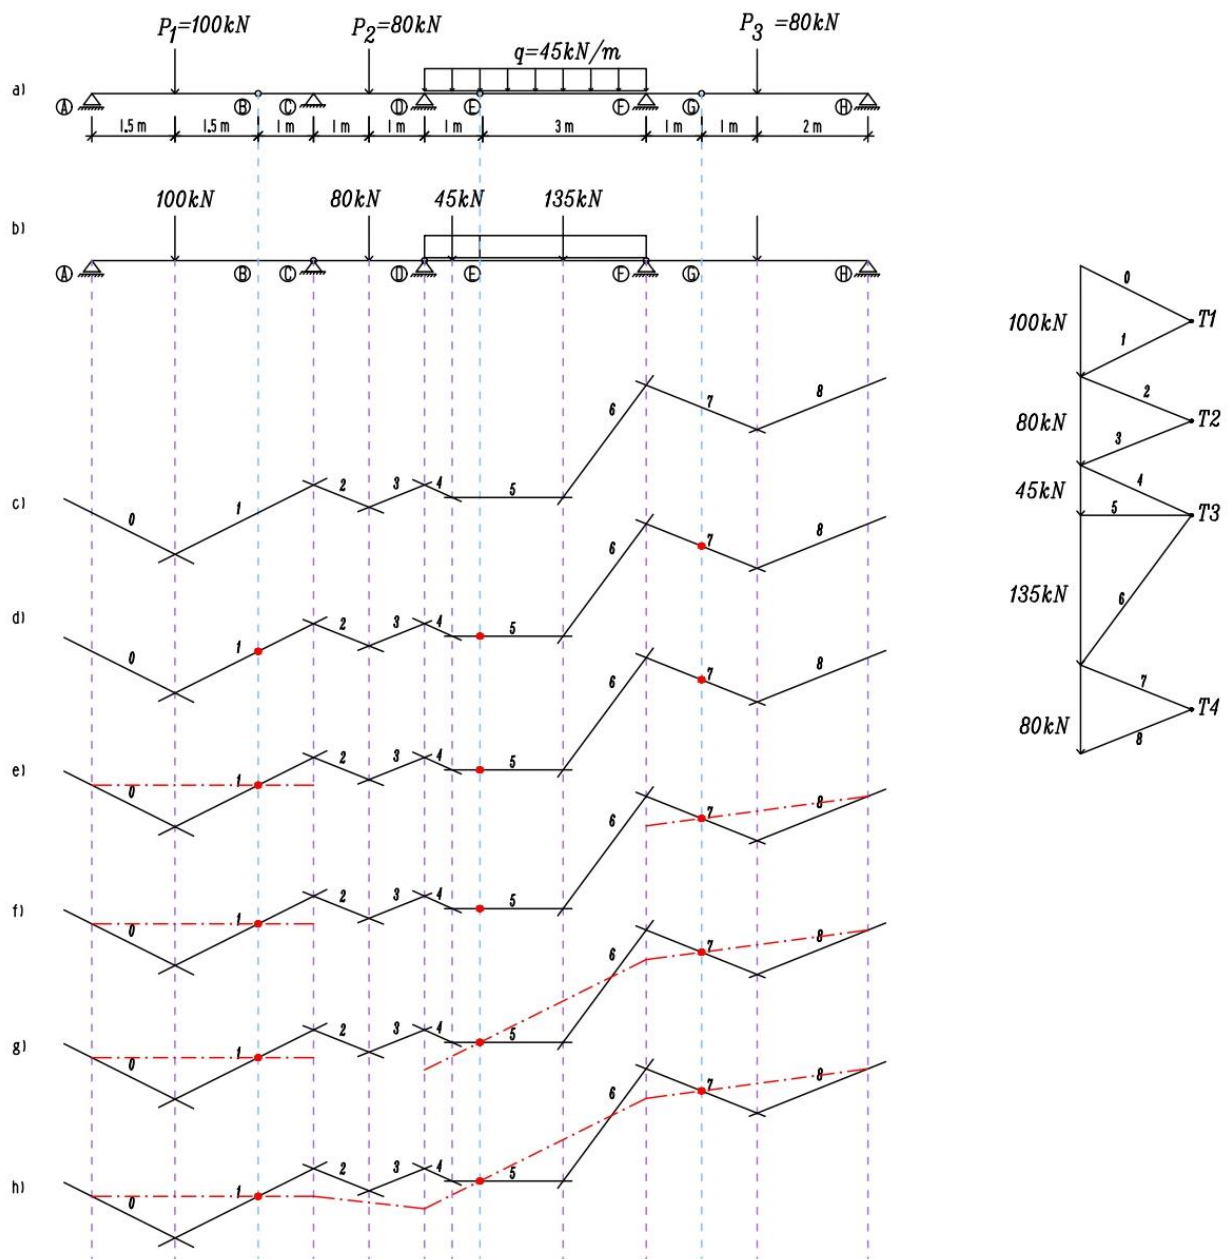 P1=100kN P2=80kN P3=80kN
q=45kN/m
a)
A B C D E F G H
1.5 m 1.5 m 1 m 1 m 1 m 1 m 3 m 1 m 1 m 2 m
100kN 80kN 45kN 135kN
b)
A B C D E F G H
0
100kN T1
1
2
80kN T2
3
45kN 4
5 T3
135kN
6
7
80kN T4
8
c) 0 1 2 3 4 5 6 7 8
d) 0 1 2 3 4 5 6 7 8
e) 0 1 2 3 4 5 6 7 8
f) 0 1 2 3 4 5 6 7 8
g) 0 1 2 3 4 5 6 7 8
h) 0 1 2 3 4 5 6 7 8